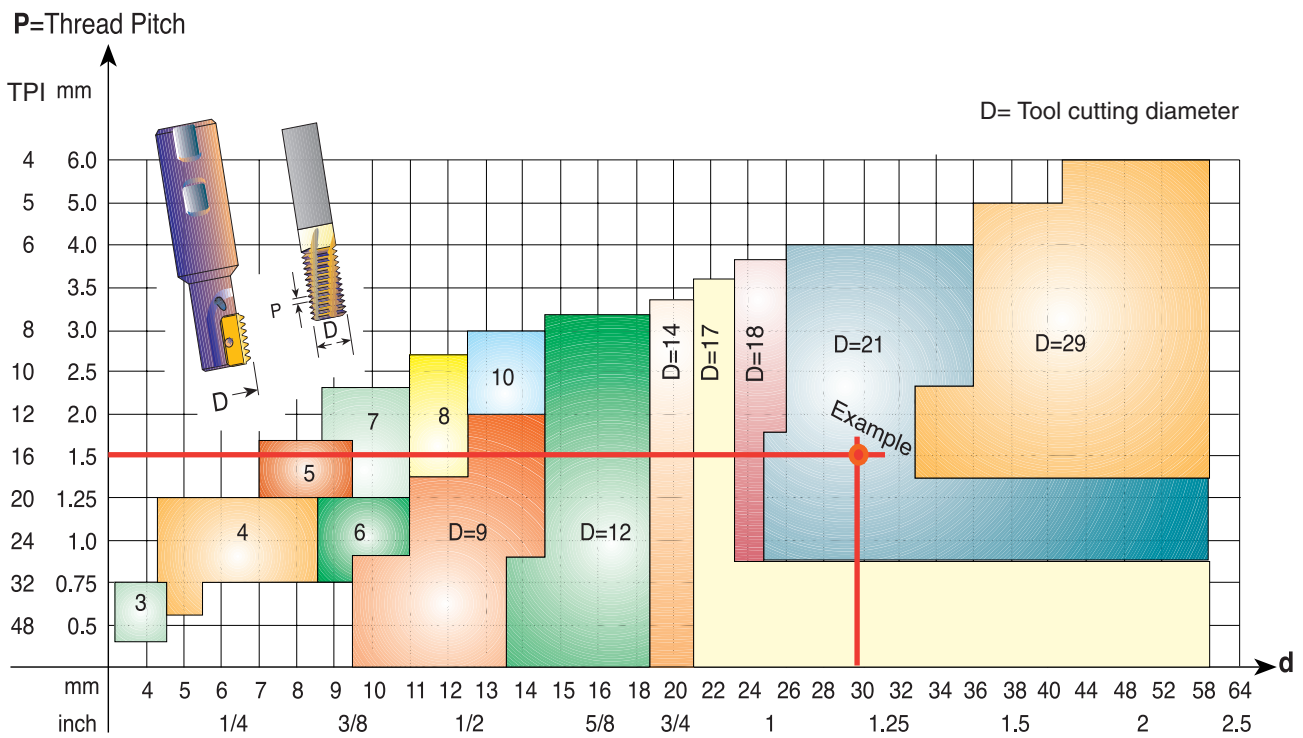 P=Thread Pitch
TPI mm
D= Tool cutting diameter
4 6.0
5 5.0
6 4.0
3.5
8 3.0
10 2.5
12 2.0
16 1.5
20 1.25
24 1.0
32 0.75
48 0.5
P
D
D
3
4
5
6
7
8
10
D=9
D=12
D=14
D=17
D=18
D=21
D=29
Example
d
mm 4 5 6 7 8 9 10 11 12 13 14 15 16 18 20 22 24 26 28 30 32 34 36 38 40 44 48 52 58 64
inch 1/4 3/8 1/2 5/8 3/4 1 1.25 1.5 2 2.5